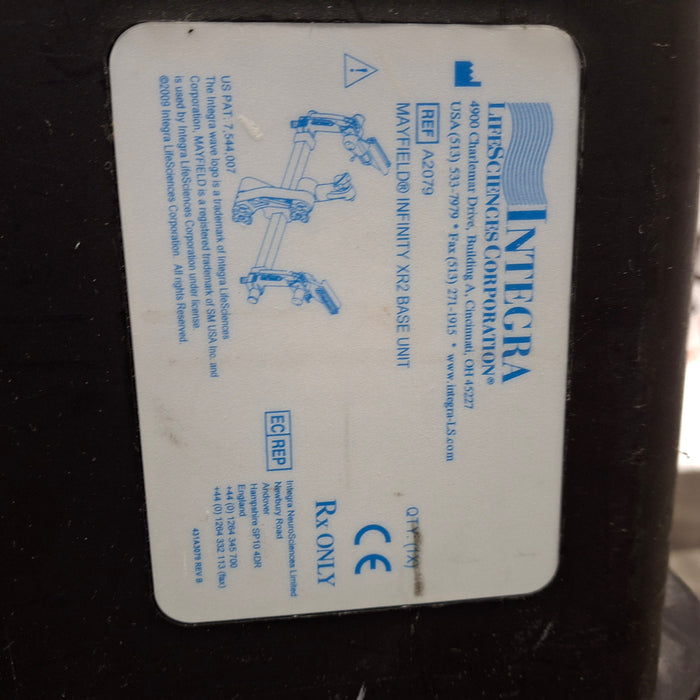 INTEGRA
LIFESCIENCES CORPORATION®
4900 Charlemar Drive, Building A, Cincinnati, OH 45227
USA (513) 533-7979 * Fax (513) 271-1915 * www.integra-LS.com
REF A2079
MAYFIELD® INFINITY XR2 BASE UNIT
QTY: (1X)
CE
Rx ONLY
EC REP
Integra NeuroSciences Limited
Newbury Road
Andover
Hampshire SP10 4DR
England
+44 (0) 1264 345 700
+44 (0) 1264 332 113 (fax)
US PAT: 7,544,007
The Integra wave logo is a trademark of Integra LifeSciences
Corporation, MAYFIELD is a registered trademark of SM USA Inc. and
is used by Integra LifeSciences Corporation under license.
©2009 Integra LifeSciences Corporation. All rights Reserved.
431A3079 REV B